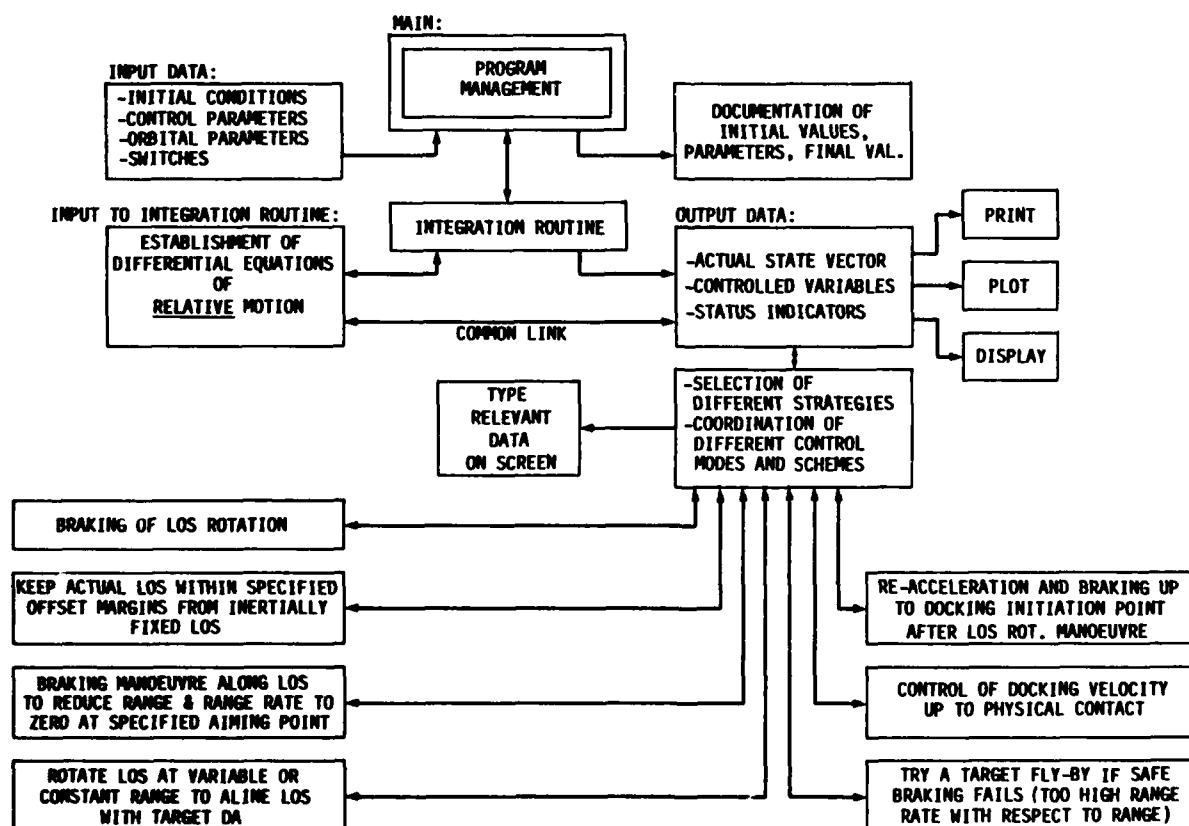 MAIN:
PROGRAM
MANAGEMENT
INPUT DATA:
-INITIAL CONDITIONS
-CONTROL PARAMETERS
-ORBITAL PARAMETERS
-SWITCHES
DOCUMENTATION OF
INITIAL VALUES,
PARAMETERS, FINAL VAL.
INPUT TO INTEGRATION ROUTINE:
ESTABLISHMENT OF
DIFFERENTIAL EQUATIONS
OF
RELATIVE MOTION
INTEGRATION ROUTINE
OUTPUT DATA:
-ACTUAL STATE VECTOR
-CONTROLLED VARIABLES
-STATUS INDICATORS
PRINT
PLOT
DISPLAY
COMMON LINK
TYPE
RELEVANT
DATA
ON SCREEN
-SELECTION OF
DIFFERENT STRATEGIES
-COORDINATION OF
DIFFERENT CONTROL
MODES AND SCHEMES
BRAKING OF LOS ROTATION
KEEP ACTUAL LOS WITHIN SPECIFIED
OFFSET MARGINS FROM INERTIALLY
FIXED LOS
BRAKING MANOEUVRE ALONG LOS
TO REDUCE RANGE & RANGE RATE TO
ZERO AT SPECIFIED AIMING POINT
ROTATE LOS AT VARIABLE OR
CONSTANT RANGE TO ALINE LOS
WITH TARGET DA
RE-ACCELERATION AND BRAKING UP
TO DOCKING INITIATION POINT
AFTER LOS ROT. MANOEUVRE
CONTROL OF DOCKING VELOCITY
UP TO PHYSICAL CONTACT
TRY A TARGET FLY-BY IF SAFE
BRAKING FAILS (TOO HIGH RANGE
RATE WITH RESPECT TO RANGE)